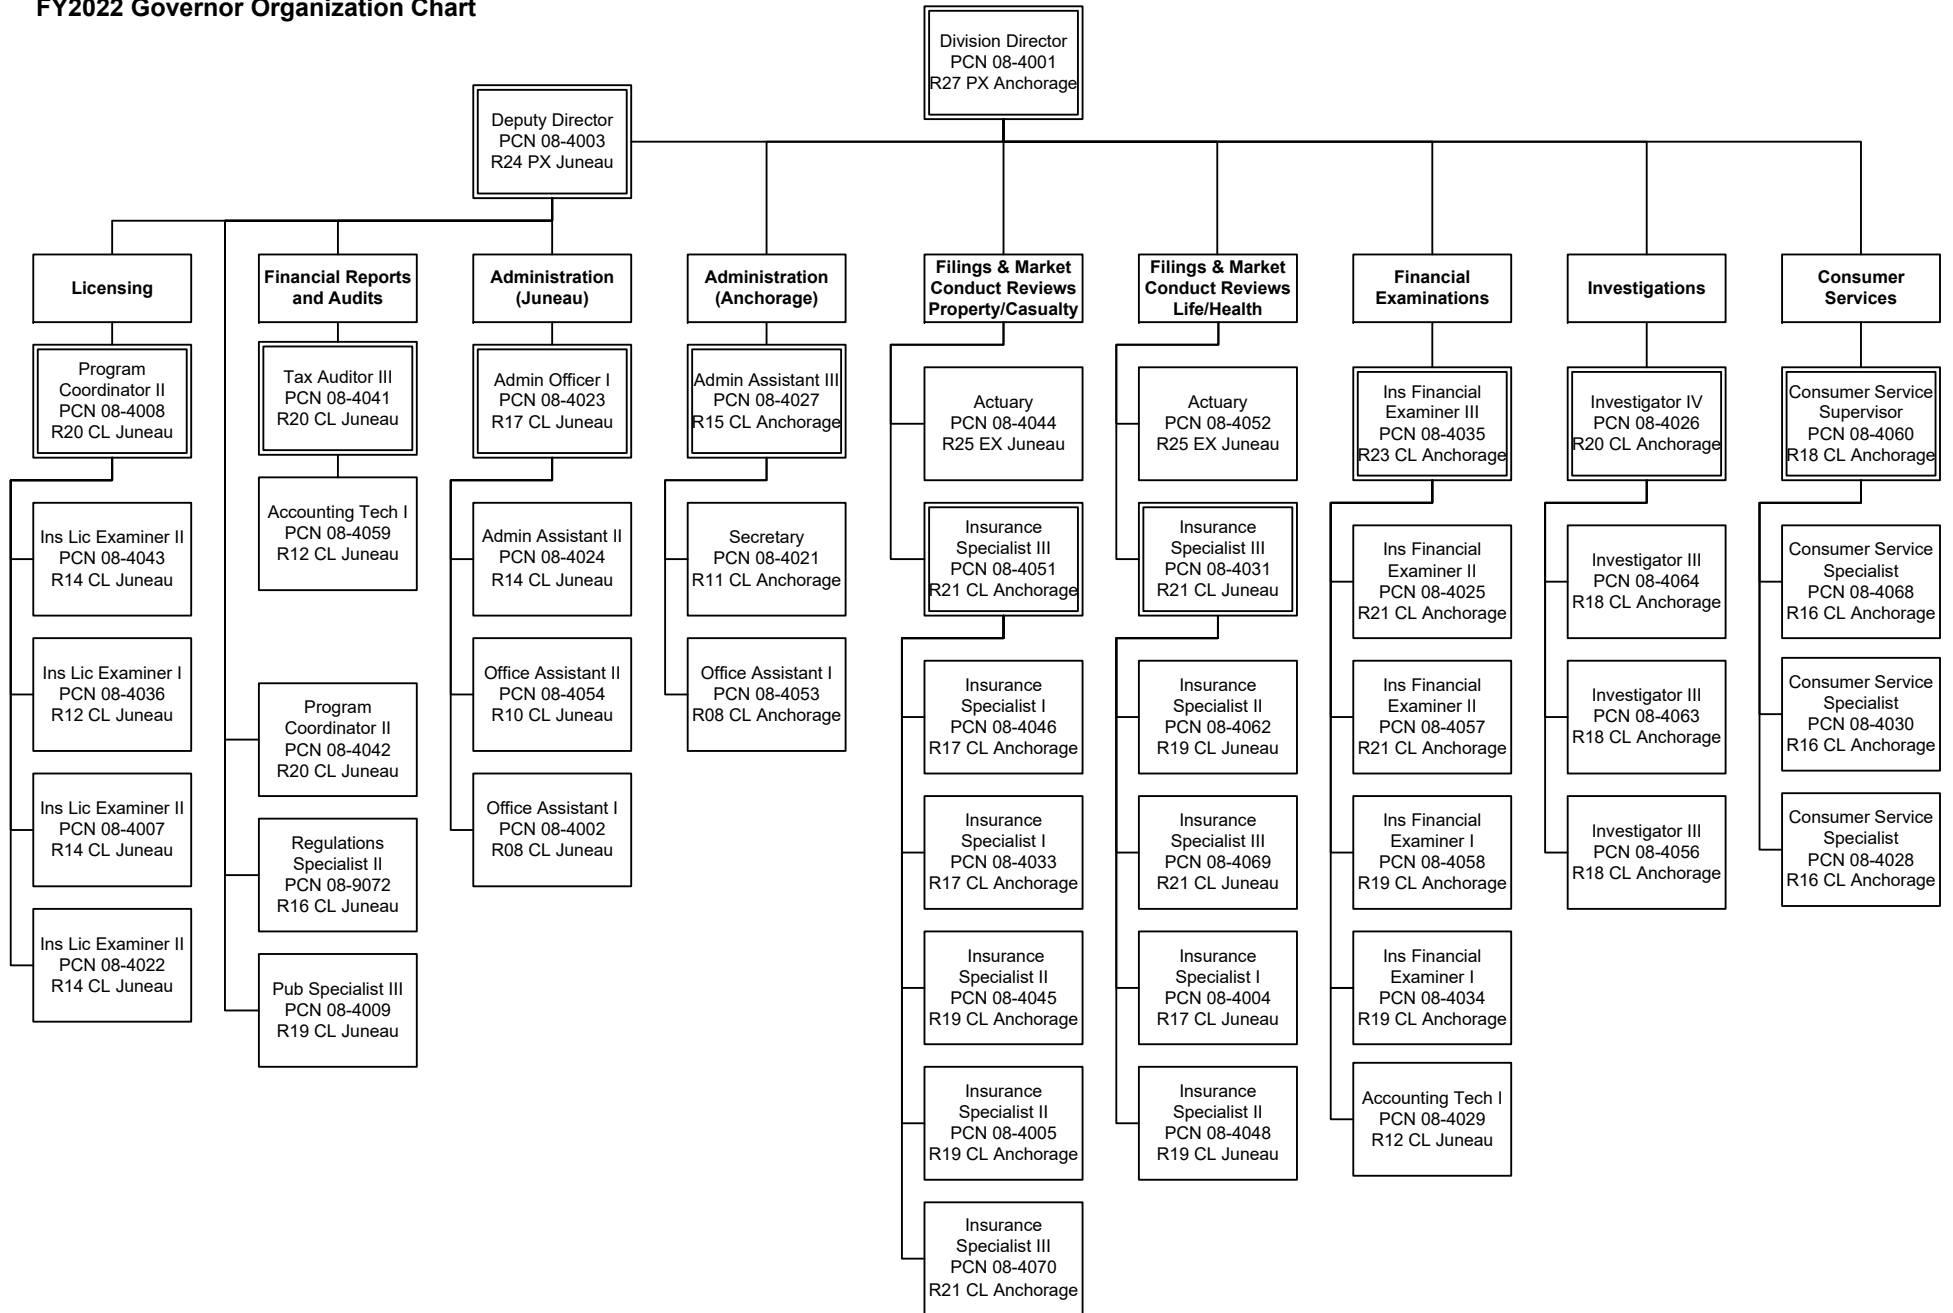 FY2022 Governor Organization Chart
Division Director
PCN 08-4001
R27 PX Anchorage
Deputy Director
PCN 08-4003
R24 PX Juneau
Licensing
Program
Coordinator II
PCN 08-4008
R20 CL Juneau
Ins Lic Examiner II
PCN 08-4043
R14 CL Juneau
Ins Lic Examiner I
PCN 08-4036
R12 CL Juneau
Ins Lic Examiner II
PCN 08-4007
R14 CL Juneau
Ins Lic Examiner II
PCN 08-4022
R14 CL Juneau
Financial Reports
and Audits
Tax Auditor III
PCN 08-4041
R20 CL Juneau
Accounting Tech I
PCN 08-4059
R12 CL Juneau
Program
Coordinator II
PCN 08-4042
R20 CL Juneau
Regulations
Specialist II
PCN 08-9072
R16 CL Juneau
Pub Specialist III
PCN 08-4009
R19 CL Juneau
Administration
(Juneau)
Admin Officer I
PCN 08-4023
R17 CL Juneau
Admin Assistant II
PCN 08-4024
R14 CL Juneau
Office Assistant II
PCN 08-4054
R10 CL Juneau
Office Assistant I
PCN 08-4002
R08 CL Juneau
Administration
(Anchorage)
Admin Assistant III
PCN 08-4027
R15 CL Anchorage
Secretary
PCN 08-4021
R11 CL Anchorage
Office Assistant I
PCN 08-4053
R08 CL Anchorage
Filings & Market
Conduct Reviews
Property/Casualty
Actuary
PCN 08-4044
R25 EX Juneau
Insurance
Specialist III
PCN 08-4051
R21 CL Anchorage
Insurance
Specialist I
PCN 08-4046
R17 CL Anchorage
Insurance
Specialist I
PCN 08-4033
R17 CL Anchorage
Insurance
Specialist II
PCN 08-4045
R19 CL Anchorage
Insurance
Specialist II
PCN 08-4005
R19 CL Anchorage
Insurance
Specialist III
PCN 08-4070
R21 CL Anchorage
Filings & Market
Conduct Reviews
Life/Health
Actuary
PCN 08-4052
R25 EX Juneau
Insurance
Specialist III
PCN 08-4031
R21 CL Juneau
Insurance
Specialist II
PCN 08-4062
R19 CL Juneau
Insurance
Specialist III
PCN 08-4069
R21 CL Juneau
Insurance
Specialist I
PCN 08-4004
R17 CL Juneau
Insurance
Specialist II
PCN 08-4048
R19 CL Juneau
Financial
Examinations
Ins Financial
Examiner III
PCN 08-4035
R23 CL Anchorage
Ins Financial
Examiner II
PCN 08-4025
R21 CL Anchorage
Ins Financial
Examiner II
PCN 08-4057
R21 CL Anchorage
Ins Financial
Examiner I
PCN 08-4058
R19 CL Anchorage
Ins Financial
Examiner I
PCN 08-4034
R19 CL Anchorage
Accounting Tech I
PCN 08-4029
R12 CL Juneau
Investigations
Investigator IV
PCN 08-4026
R20 CL Anchorage
Investigator III
PCN 08-4064
R18 CL Anchorage
Investigator III
PCN 08-4063
R18 CL Anchorage
Investigator III
PCN 08-4056
R18 CL Anchorage
Consumer
Services
Consumer Service
Supervisor
PCN 08-4060
R18 CL Anchorage
Consumer Service
Specialist
PCN 08-4068
R16 CL Anchorage
Consumer Service
Specialist
PCN 08-4030
R16 CL Anchorage
Consumer Service
Specialist
PCN 08-4028
R16 CL Anchorage